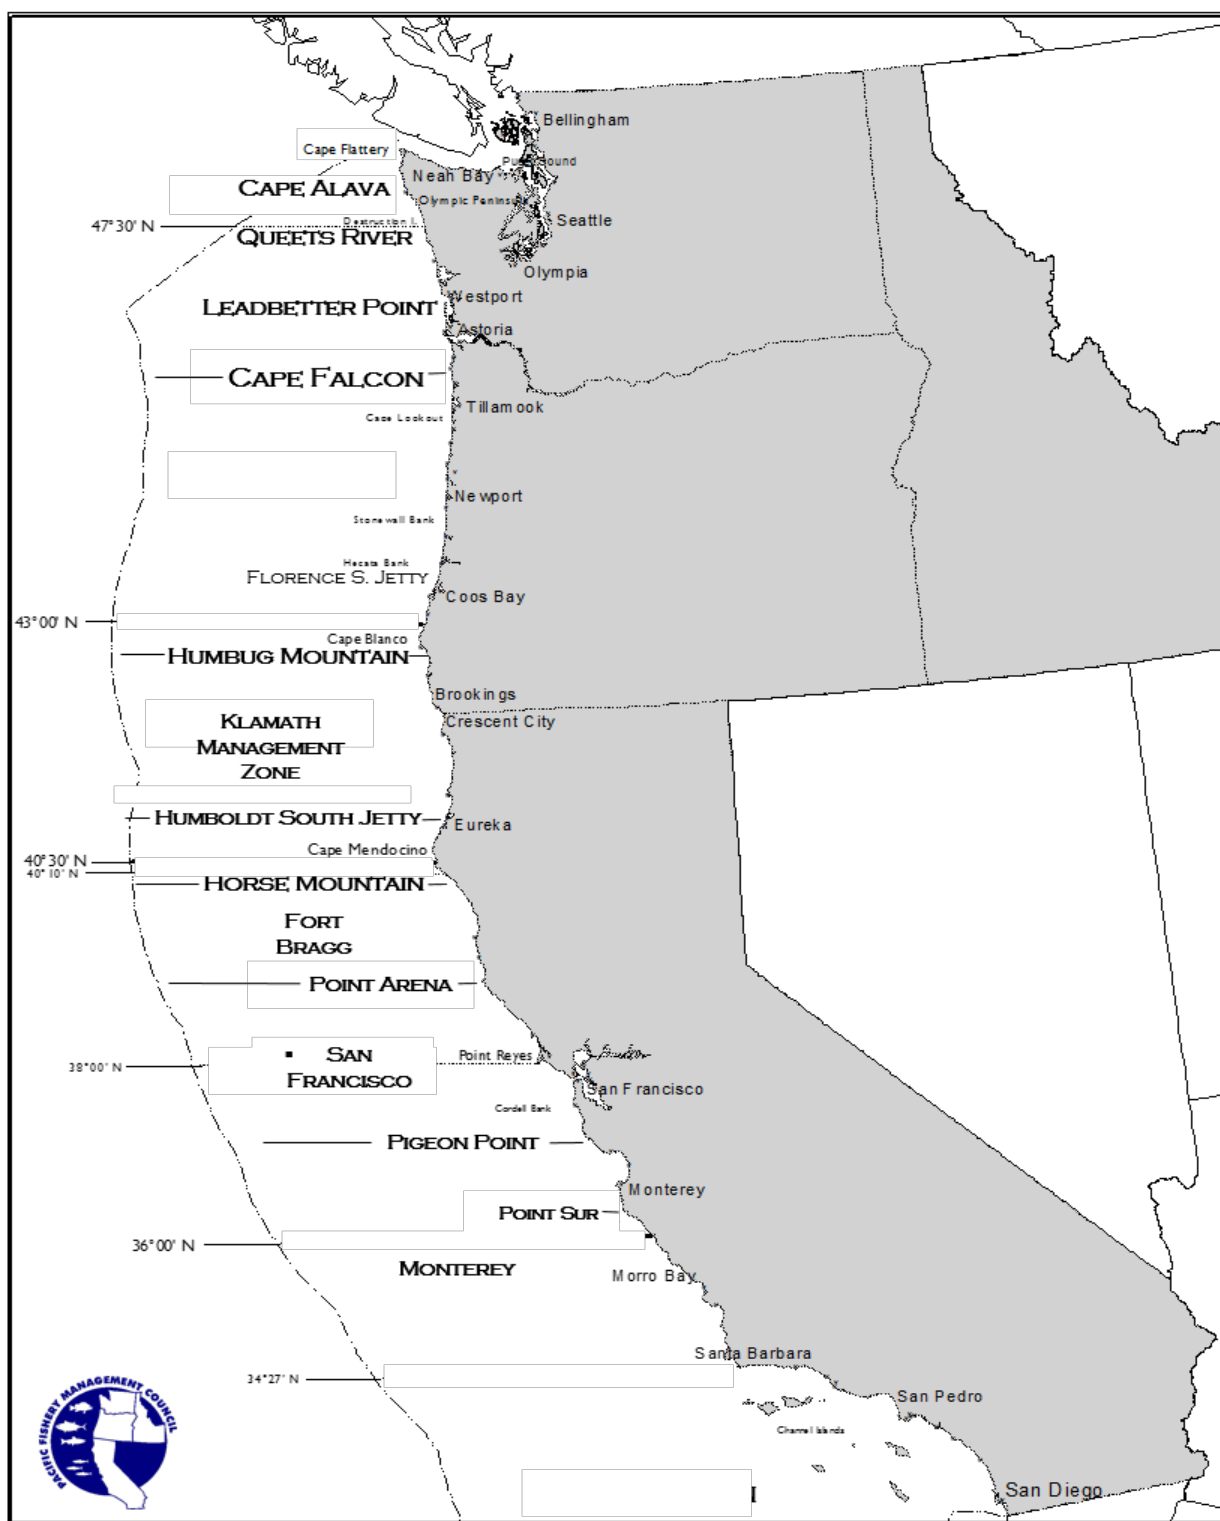 Bellingham
Cape Flattery
Puget Sound
Neah Bay
CAPE ALAVA
Olympic Peninsula
Destruction I.
Seattle
47°30' N
QUEETS RIVER
Olympia
Westport
LEADBETTER POINT
Astoria
CAPE FALCON
Tillamook
Cape Lookout
Newport
Stonewall Bank
Heceta Bank
FLORENCE S. JETTY
Coos Bay
43°00' N
Cape Blanco
HUMBUG MOUNTAIN
Brookings
Crescent City
KLAMATH
MANAGEMENT
ZONE
HUMBOLDT SOUTH JETTY
Eureka
Cape Mendocino
40°30' N
40°10' N
HORSE MOUNTAIN
FORT
BRAGG
POINT ARENA
Point Reyes
SAN
FRANCISCO
38°00' N
San Francisco
Cordell Bank
PIGEON POINT
Monterey
POINT SUR
36°00' N
MONTEREY
Morro Bay
Santa Barbara
34°27' N
San Pedro
Channel Islands
San Diego
PACIFIC FISHERY MANAGEMENT COUNCIL